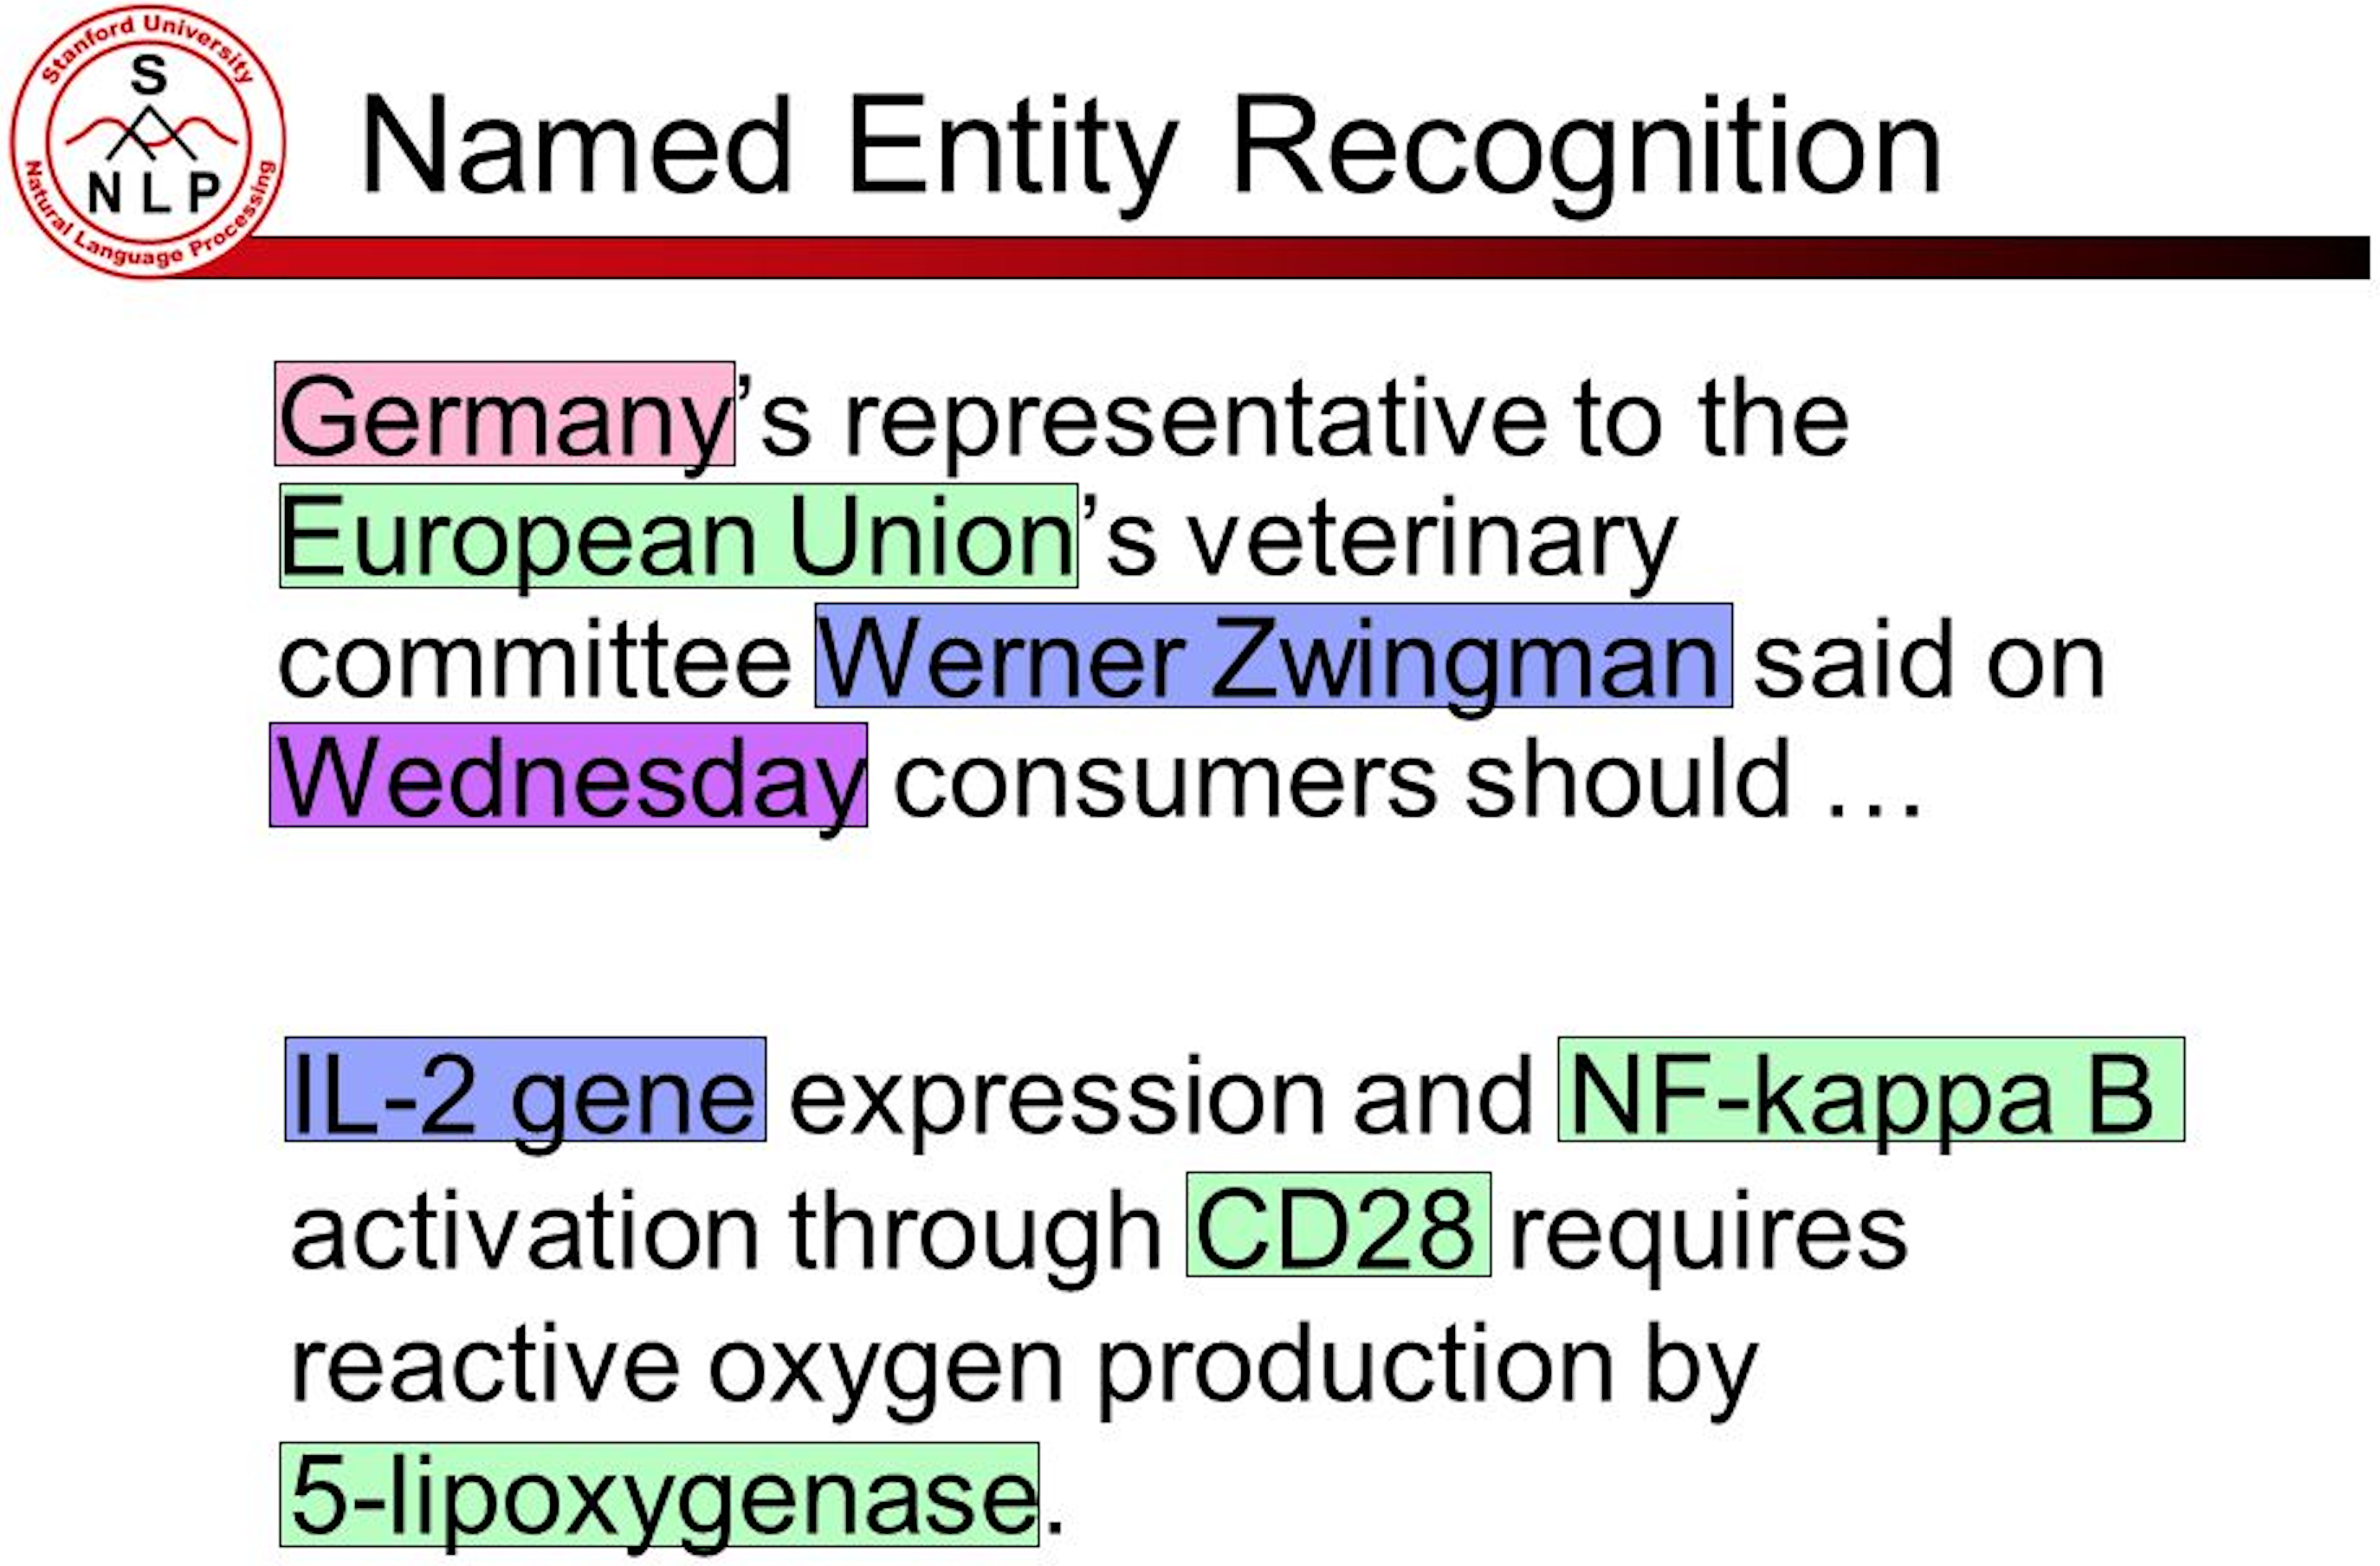 Stanford University
S
NLP
Natural Language Processing
Named Entity Recognition
Germany’s representative to the
European Union’s veterinary
committee Werner Zwingman said on
Wednesday consumers should …
IL-2 gene expression and NF-kappa B
activation through CD28 requires
reactive oxygen production by
5-lipoxygenase.